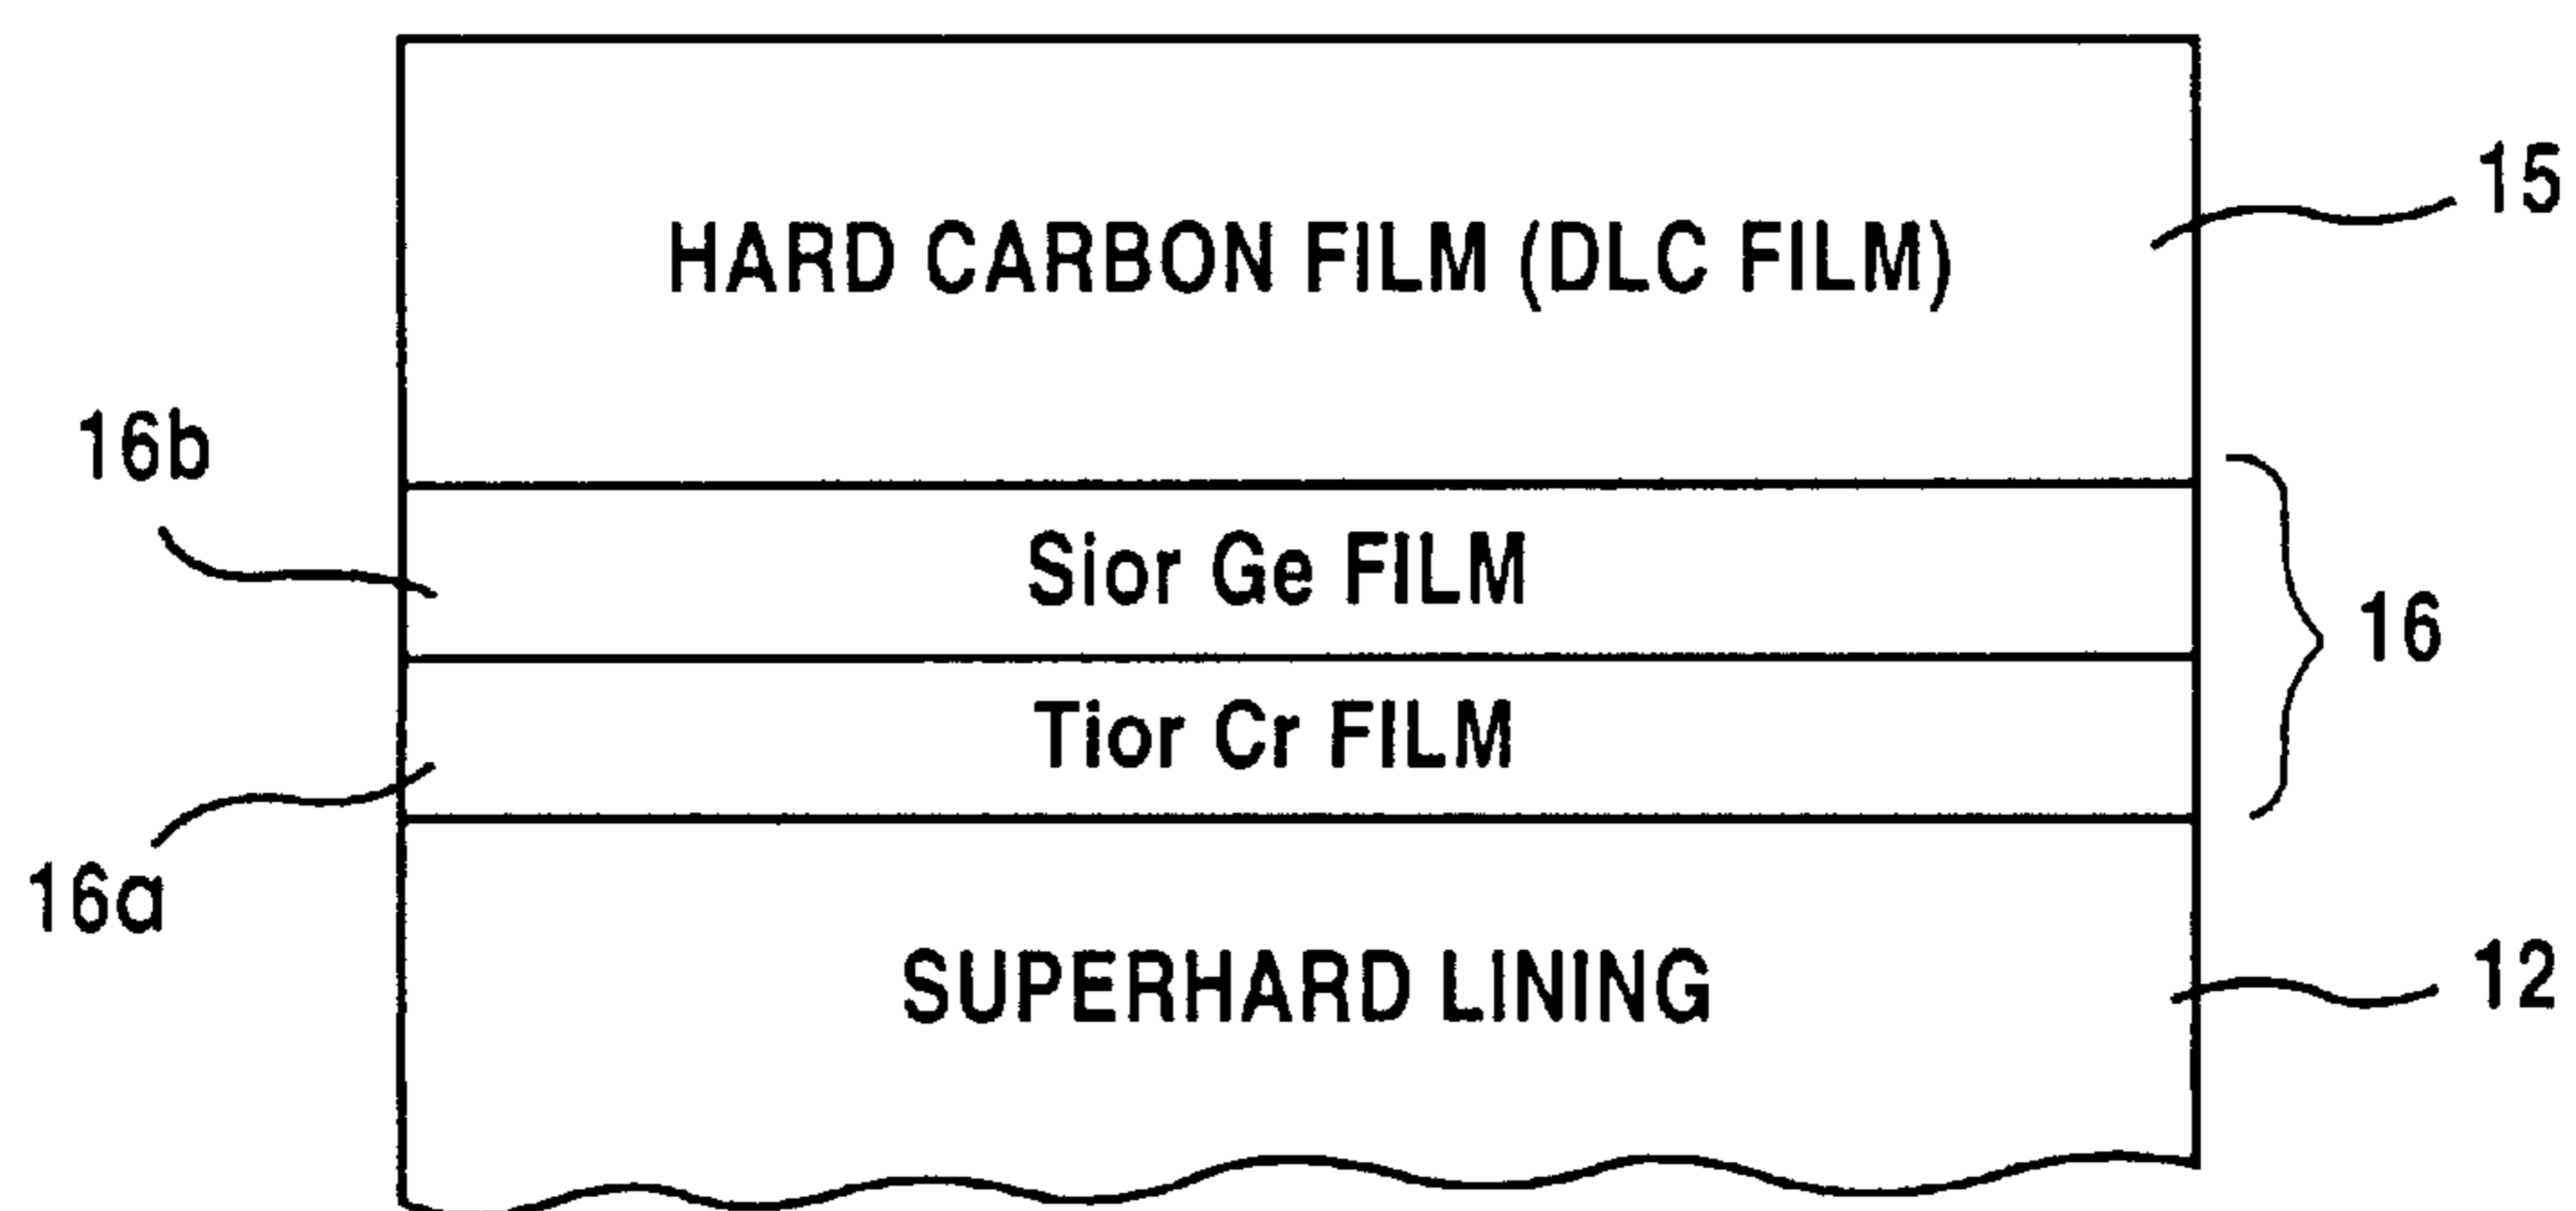 15
HARD CARBON FILM (DLC FILM)
16b
Sior Ge FILM
16
Tior Cr FILM
16a
12
SUPERHARD LINING